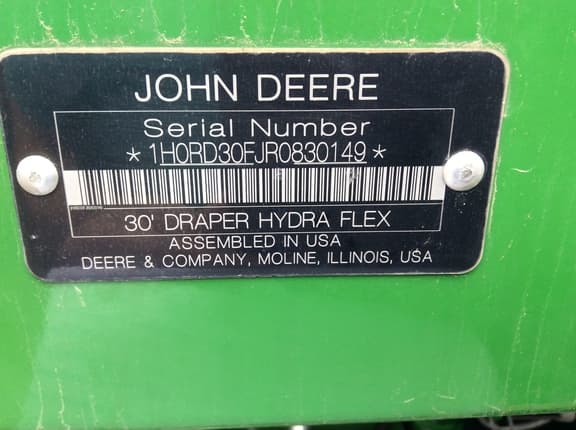 JOHN DEERE
Serial Number
*1H0RD30FJR0830149*
30' DRAPER HYDRA FLEX
ASSEMBLED IN USA
DEERE & COMPANY, MOLINE, ILLINOIS, USA